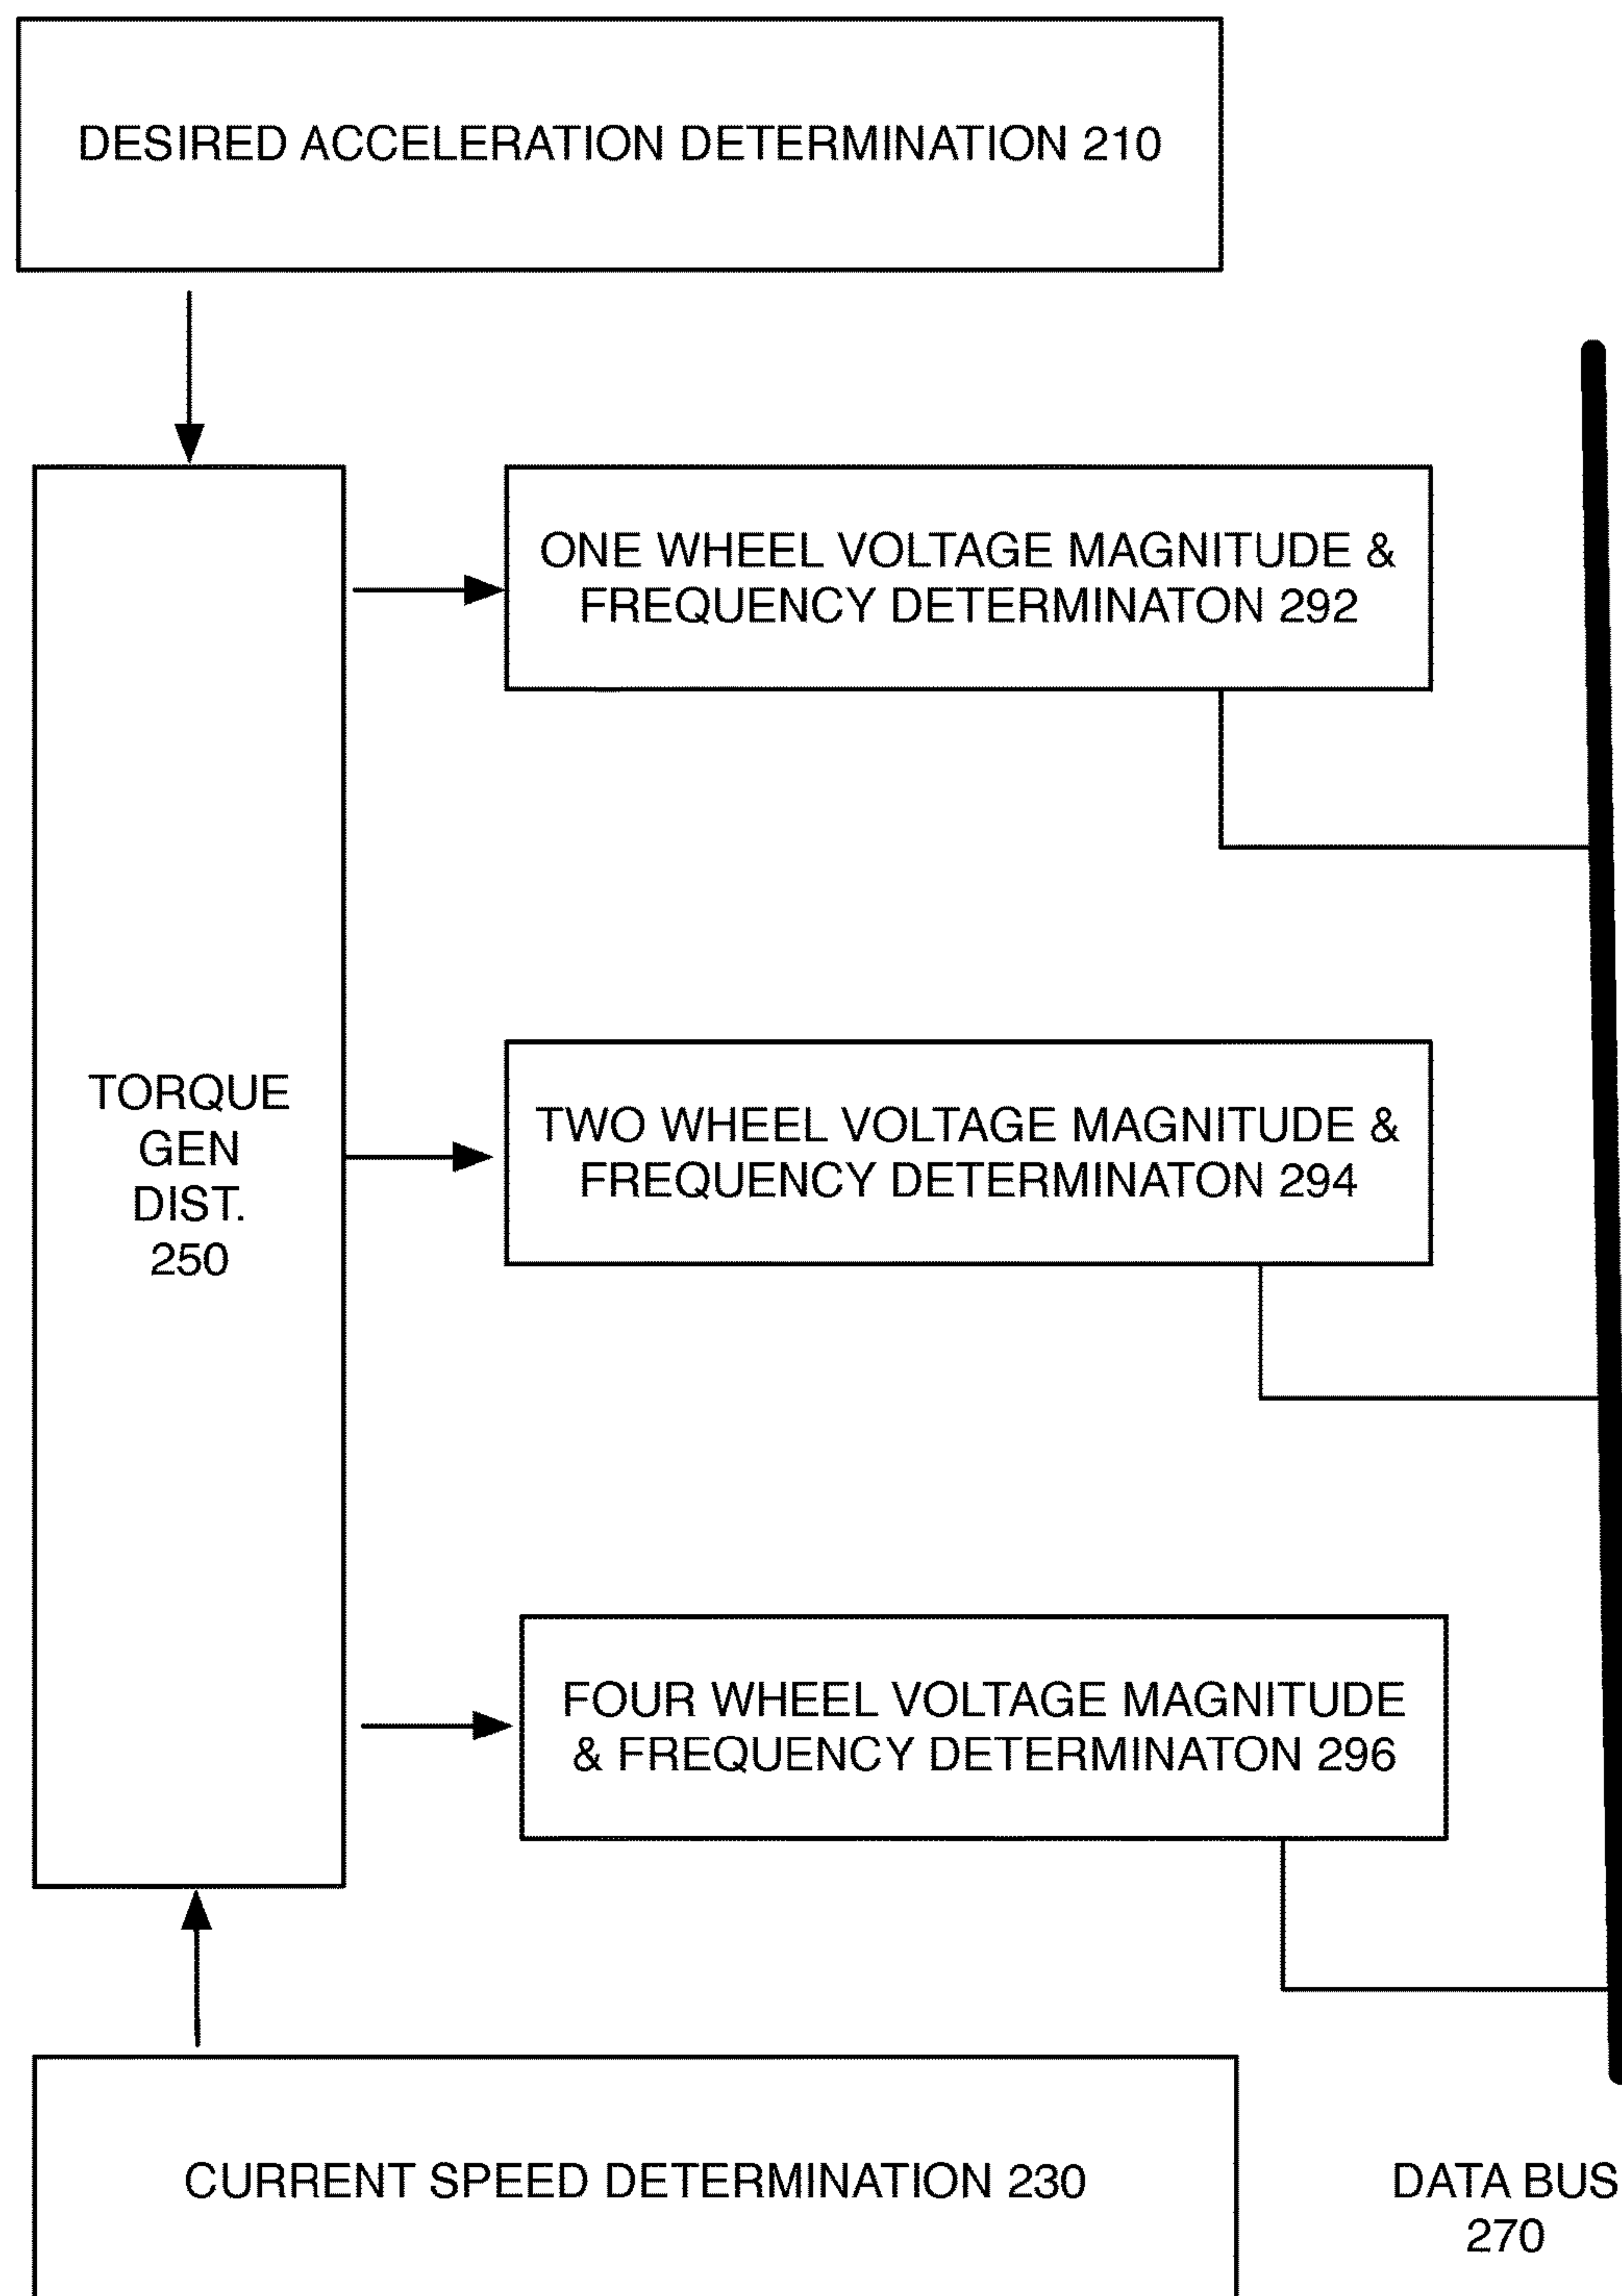 DESIRED ACCELERATION DETERMINATION 210
ONE WHEEL VOLTAGE MAGNITUDE &
FREQUENCY DETERMINATON 292
TORQUE
GEN
DIST.
250
TWO WHEEL VOLTAGE MAGNITUDE &
FREQUENCY DETERMINATON 294
FOUR WHEEL VOLTAGE MAGNITUDE
& FREQUENCY DETERMINATON 296
CURRENT SPEED DETERMINATION 230
DATA BUS
270